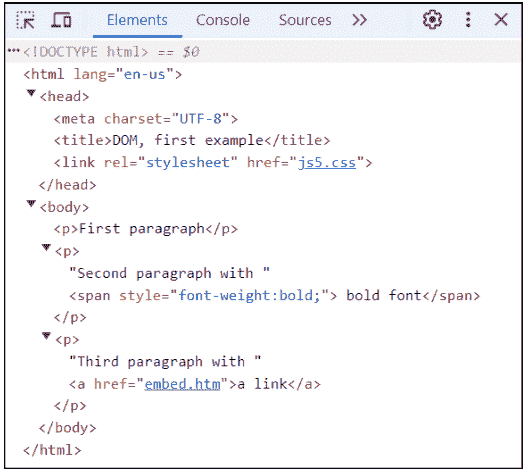 Elements Console Sources
<!DOCTYPE html> == $0
<html lang="en-us">
<head>
<meta charset="UTF-8">
<title>DOM, first example</title>
<link rel="stylesheet" href="js5.css">
</head>
<body>
<p>First paragraph</p>
<p>
"Second paragraph with "
<span style="font-weight:bold;"> bold font</span>
</p>
<p>
"Third paragraph with "
<a href="embed.htm">a link</a>
</p>
</body>
</html>